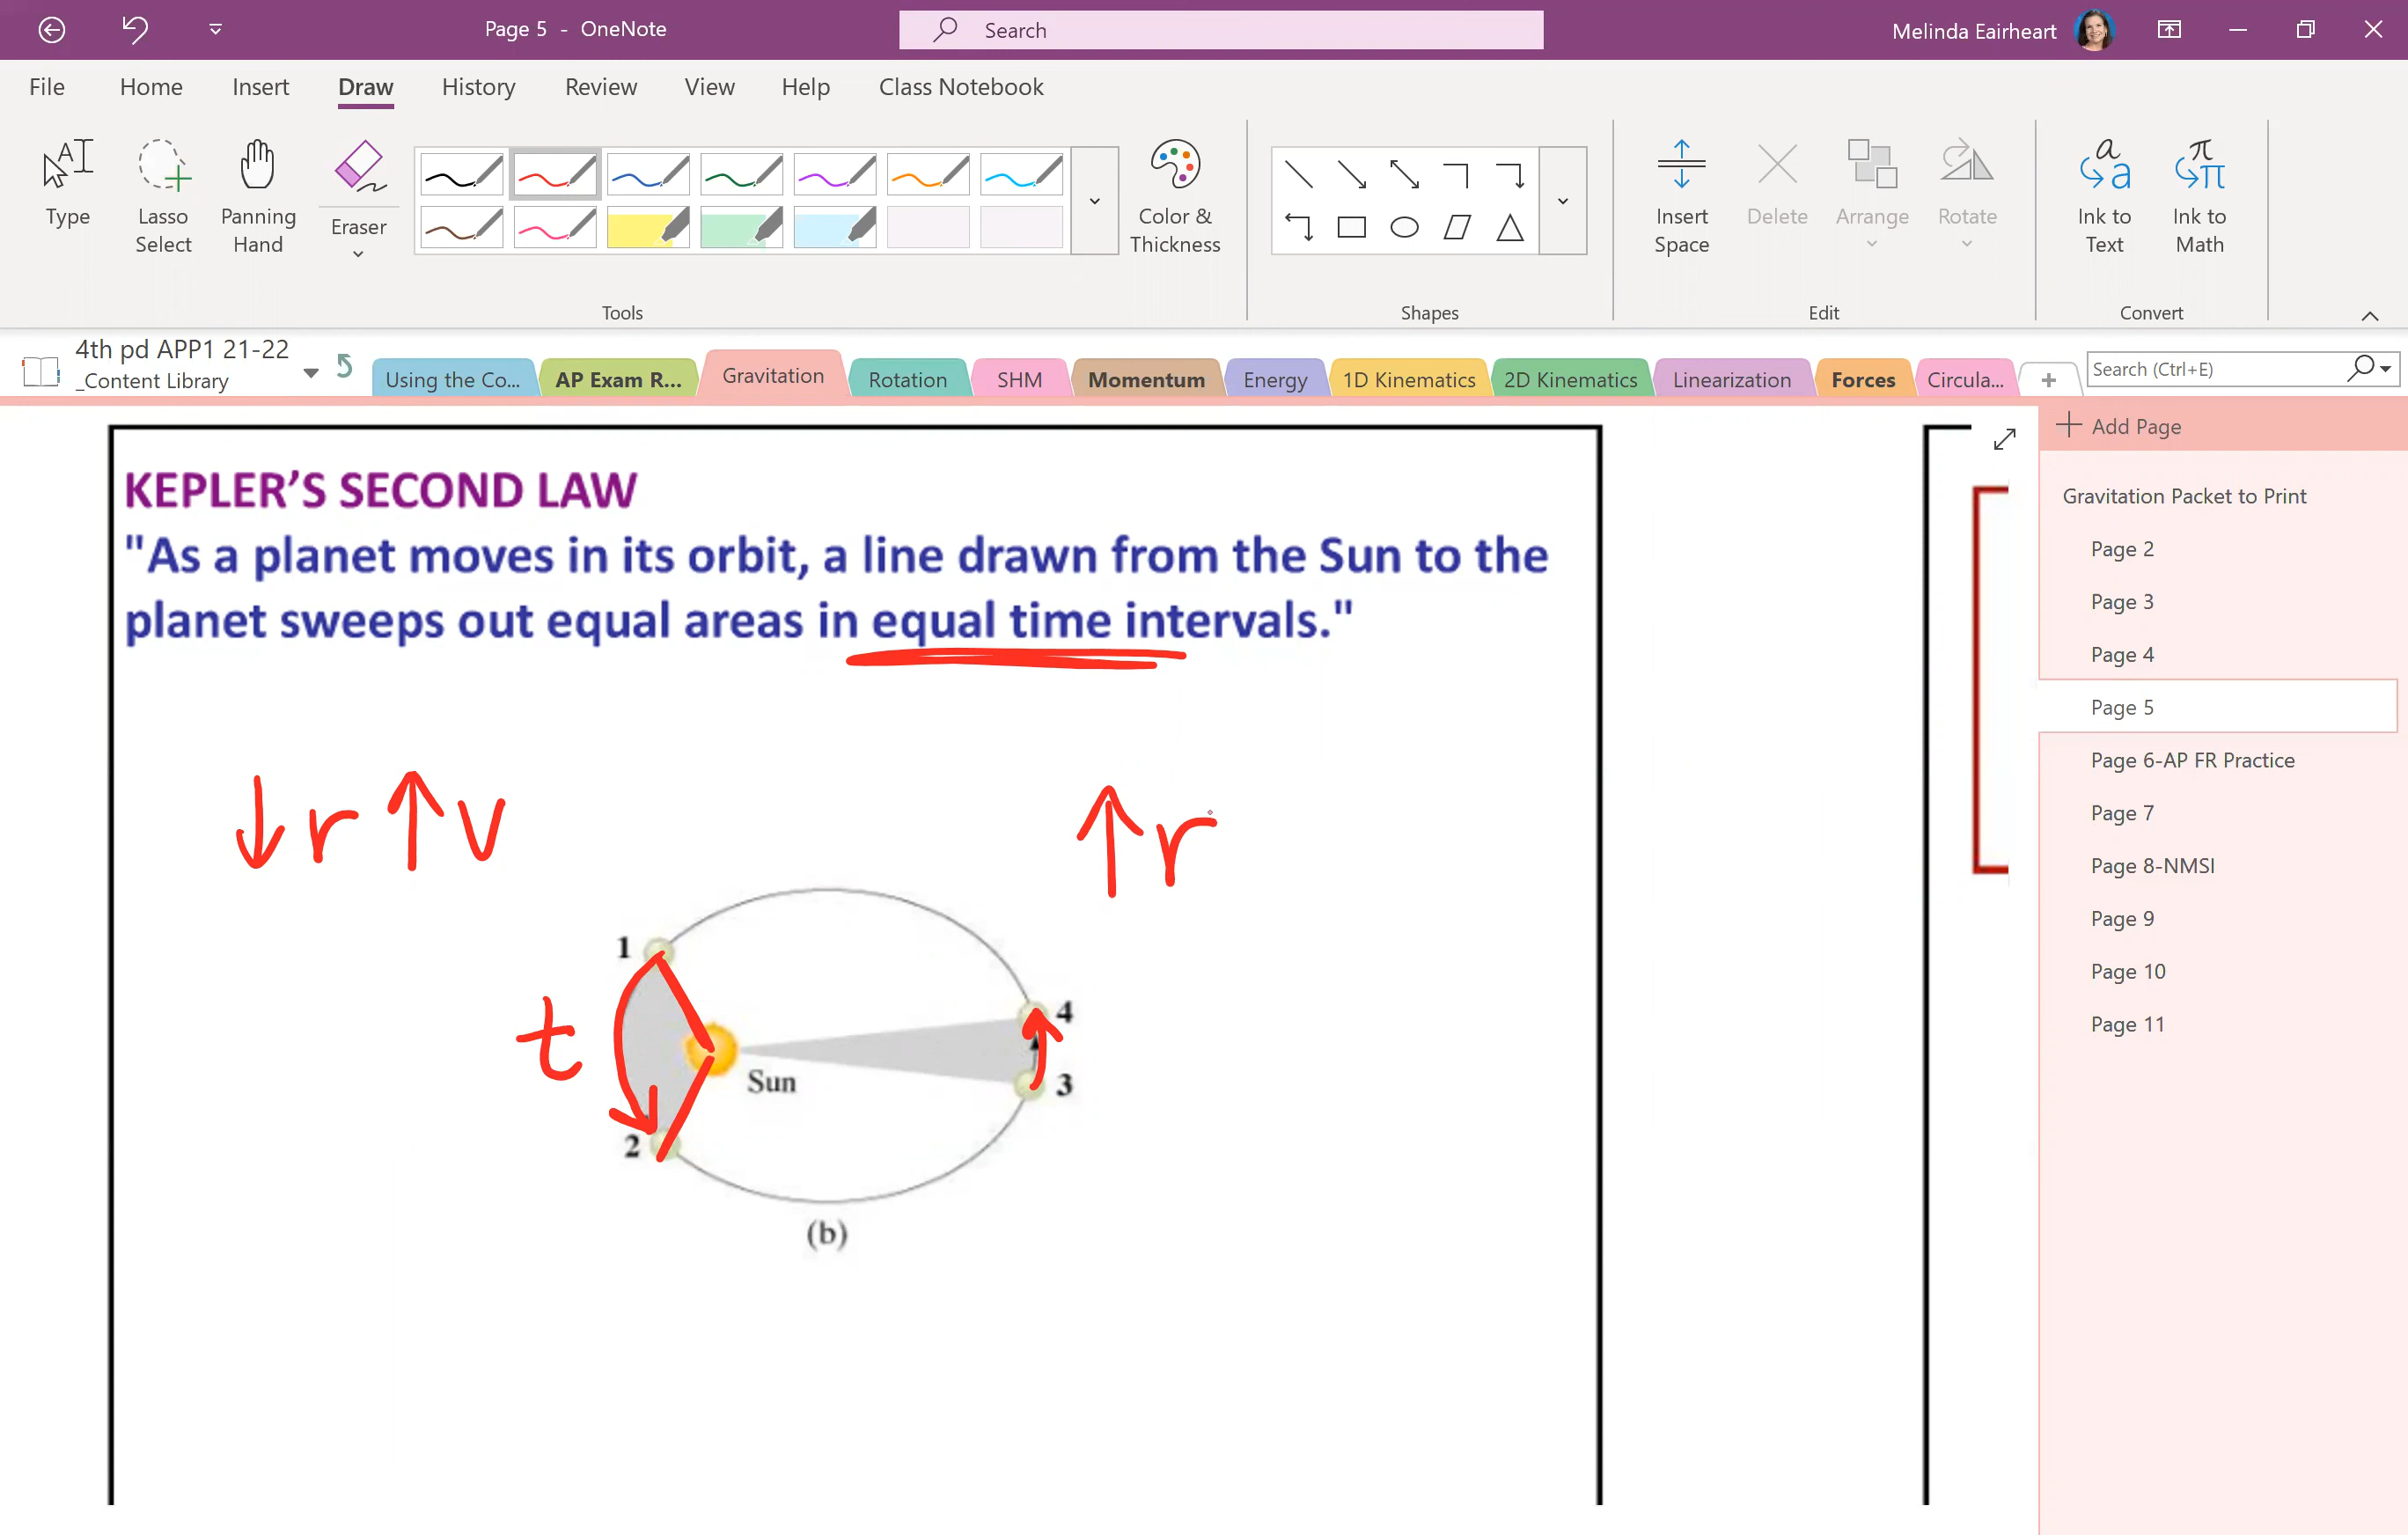 Page 5 - OneNote
Search
Melinda Eairheart
File Home Insert Draw History Review View Help Class Notebook
Type
Lasso Select
Panning Hand
Eraser
Color & Thickness
Insert Space
Delete
Arrange
Rotate
Ink to Text
Ink to Math
Tools
Shapes
Edit
Convert
4th pd APP1 21-22
_Content Library
Using the Co... AP Exam R... Gravitation Rotation SHM Momentum Energy 1D Kinematics 2D Kinematics Linearization Forces Circula... +
Search (Ctrl+E)
KEPLER'S SECOND LAW
"As a planet moves in its orbit, a line drawn from the Sun to the
planet sweeps out equal areas in equal time intervals."
↓r ↑v
↑r
1
t
4
Sun
3
2
(b)
Add Page
Gravitation Packet to Print
Page 2
Page 3
Page 4
Page 5
Page 6-AP FR Practice
Page 7
Page 8-NMSI
Page 9
Page 10
Page 11